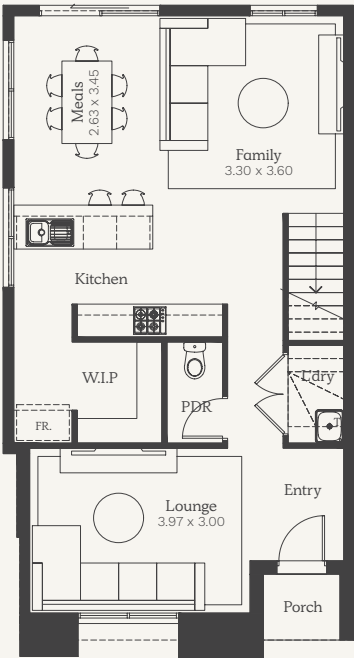 Meals
2.63 x 3.45
Family
3.30 x 3.60
Kitchen
W.I.P
PDR
L'dry
T
FR.
Entry
Lounge
3.97 x 3.00
Porch